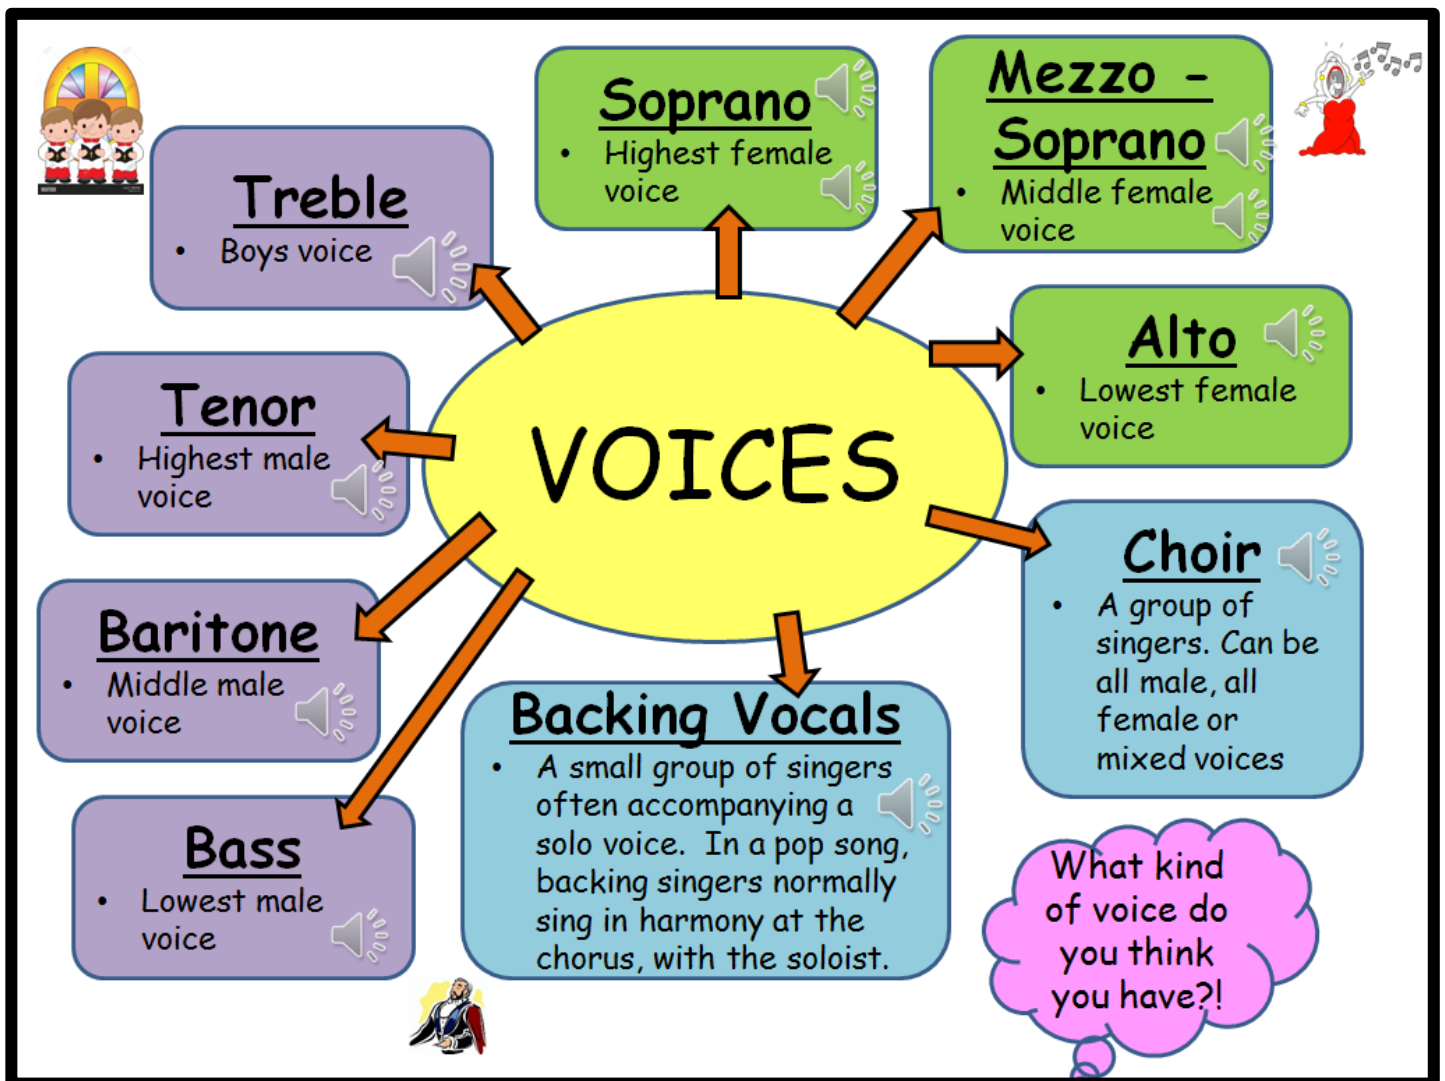 Treble
• Boys voice
Soprano
• Highest female
voice
Mezzo -
Soprano
• Middle female
voice
Alto
• Lowest female
voice
Tenor
• Highest male
voice
VOICES
Choir
• A group of
singers. Can be
all male, all
female or
mixed voices
Baritone
• Middle male
voice
Backing Vocals
• A small group of singers
often accompanying a
solo voice.  In a pop song,
backing singers normally
sing in harmony at the
chorus, with the soloist.
Bass
• Lowest male
voice
What kind
of voice do
you think
you have?!